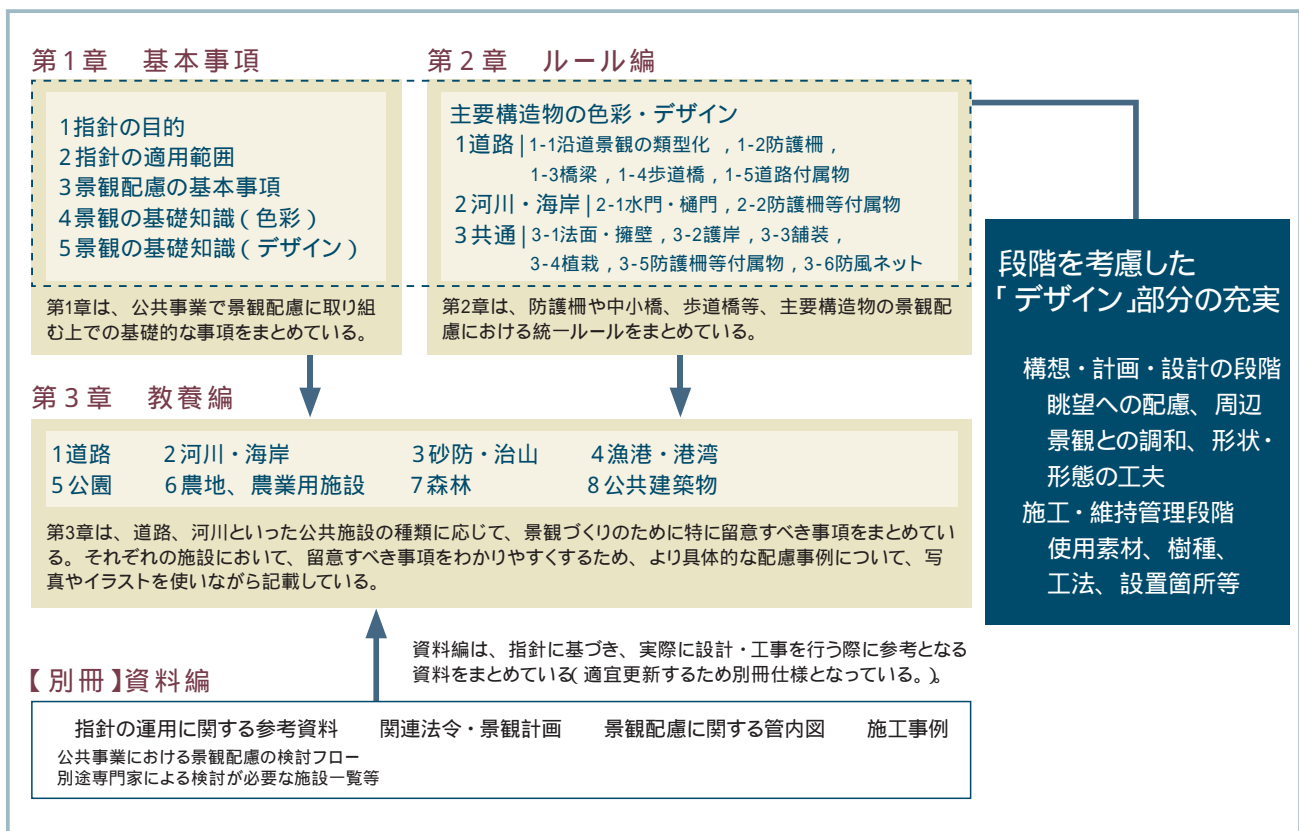 第1章 基本事項
1指針の目的
2指針の適用範囲
3景観配慮の基本事項
4景観の基礎知識(色彩)
5景観の基礎知識(デザイン)
第1章は、公共事業で景観配慮に取り組
む上での基礎的な事項をまとめている。
第2章 ルール編
主要構造物の色彩・デザイン
1道路|1-1沿道景観の類型化 , 1-2防護柵 ,
1-3橋梁 , 1-4歩道橋 , 1-5道路付属物
2河川・海岸|2-1水門・樋門 , 2-2防護柵等付属物
3共通|3-1法面・擁壁 , 3-2護岸 , 3-3舗装 ,
3-4植栽 , 3-5防護柵等付属物 , 3-6防風ネット
第2章は、防護柵や中小橋、歩道橋等、主要構造物の景観配
慮における統一ルールをまとめている。
第3章 教養編
1道路 2河川・海岸 3砂防・治山 4漁港・港湾
5公園 6農地、農業用施設 7森林 8公共建築物
第3章は、道路、河川といった公共施設の種類に応じて、景観づくりのために特に留意すべき事項をまとめてい
る。それぞれの施設において、留意すべき事項をわかりやすくするため、より具体的な配慮事例について、写
真やイラストを使いながら記載している。
段階を考慮した
「デザイン」部分の充実
構想・計画・設計の段階
眺望への配慮、周辺
景観との調和、形状・
形態の工夫
施工・維持管理段階
使用素材、樹種、
工法、設置箇所等
資料編は、指針に基づき、実際に設計・工事を行う際に参考となる
資料をまとめている(適宜更新するため別冊仕様となっている。)。
【別冊】資料編
指針の運用に関する参考資料 関連法令・景観計画 景観配慮に関する管内図 施工事例
公共事業における景観配慮の検討フロー
別途専門家による検討が必要な施設一覧等